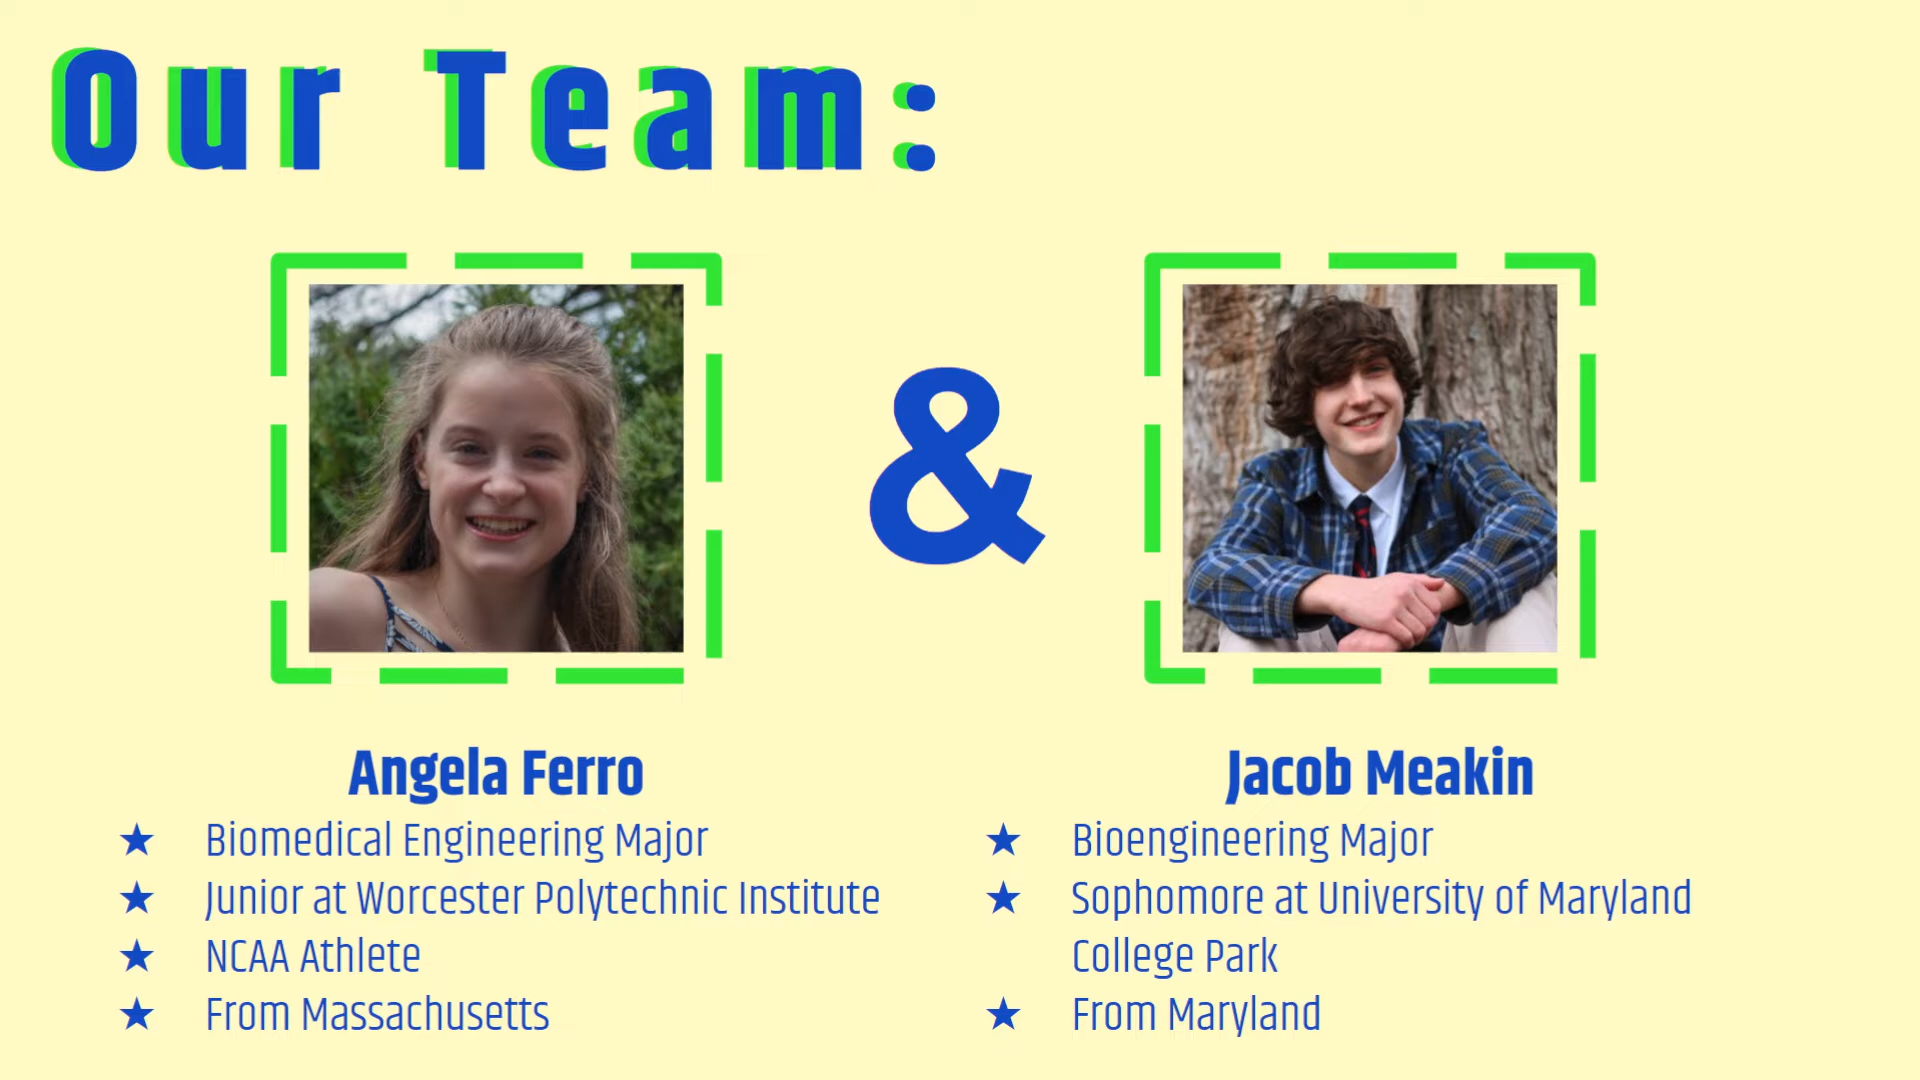 Our Team:
&
Angela Ferro
★ Biomedical Engineering Major
★ Junior at Worcester Polytechnic Institute
★ NCAA Athlete
★ From Massachusetts
Jacob Meakin
★ Bioengineering Major
★ Sophomore at University of Maryland
College Park
★ From Maryland